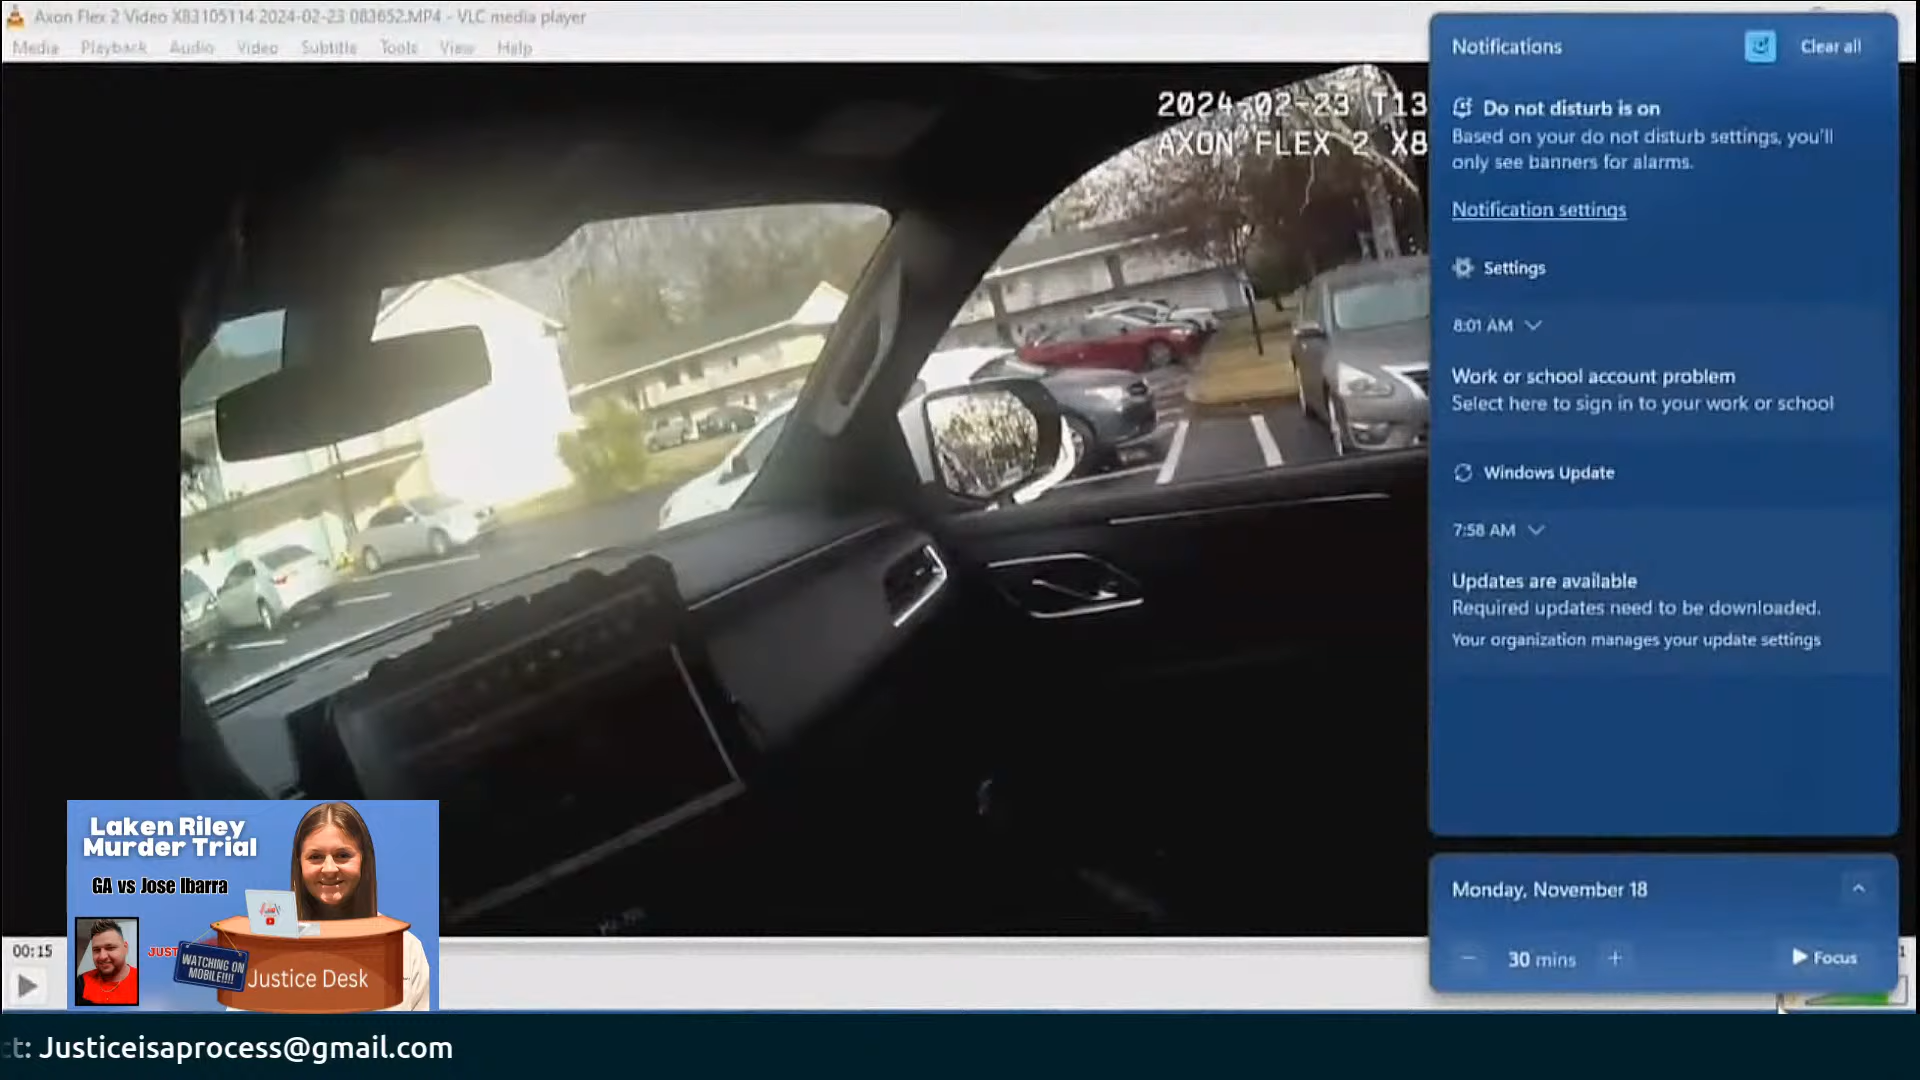 Axon Flex 2 Video X83105114 2024-02-23 083652.MP4 - VLC media player
Media Playback Audio Video Subtitle Tools View Help
2024-02-23 T13
AXON FLEX 2 X8
Notifications
Clear all
Do not disturb is on
Based on your do not disturb settings, you'll
only see banners for alarms.
Notification settings
Settings
8:01 AM
Work or school account problem
Select here to sign in to your work or school
Windows Update
7:58 AM
Updates are available
Required updates need to be downloaded.
Your organization manages your update settings
Monday, November 18
30 mins
Focus
00:15
Laken Riley
Murder Trial
GA vs Jose Ibarra
JUST
WATCHING ON
MOBILE!!!!
Justice Desk
ct: Justiceisaprocess@gmail.com